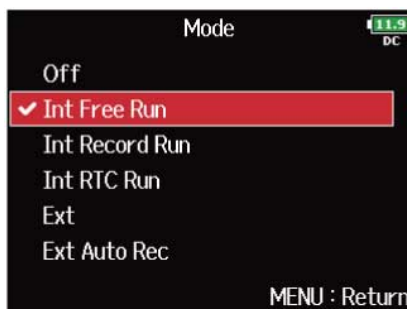 Mode
11.9
DC
Off
✔ Int Free Run
Int Record Run
Int RTC Run
Ext
Ext Auto Rec
MENU : Return